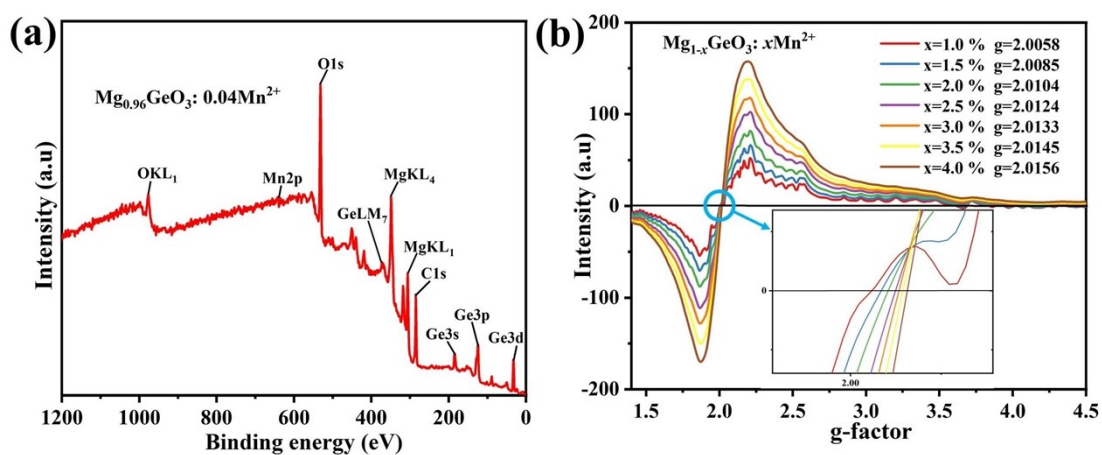 (a)
Mg0.96GeO3: 0.04Mn2+
O1s
OKL1
Mn2p
GeLM7
MgKL4
MgKL1
C1s
Ge3s
Ge3p
Ge3d
Intensity (a.u)
1200 1000 800 600 400 200 0
Binding energy (eV)
(b)
Mg1-xGeO3: xMn2+
x=1.0 % g=2.0058
x=1.5 % g=2.0085
x=2.0 % g=2.0104
x=2.5 % g=2.0124
x=3.0 % g=2.0133
x=3.5 % g=2.0145
x=4.0 % g=2.0156
Intensity (a.u)
200
100
0
-100
-200
0
2.00
1.5 2.0 2.5 3.0 3.5 4.0 4.5
g-factor